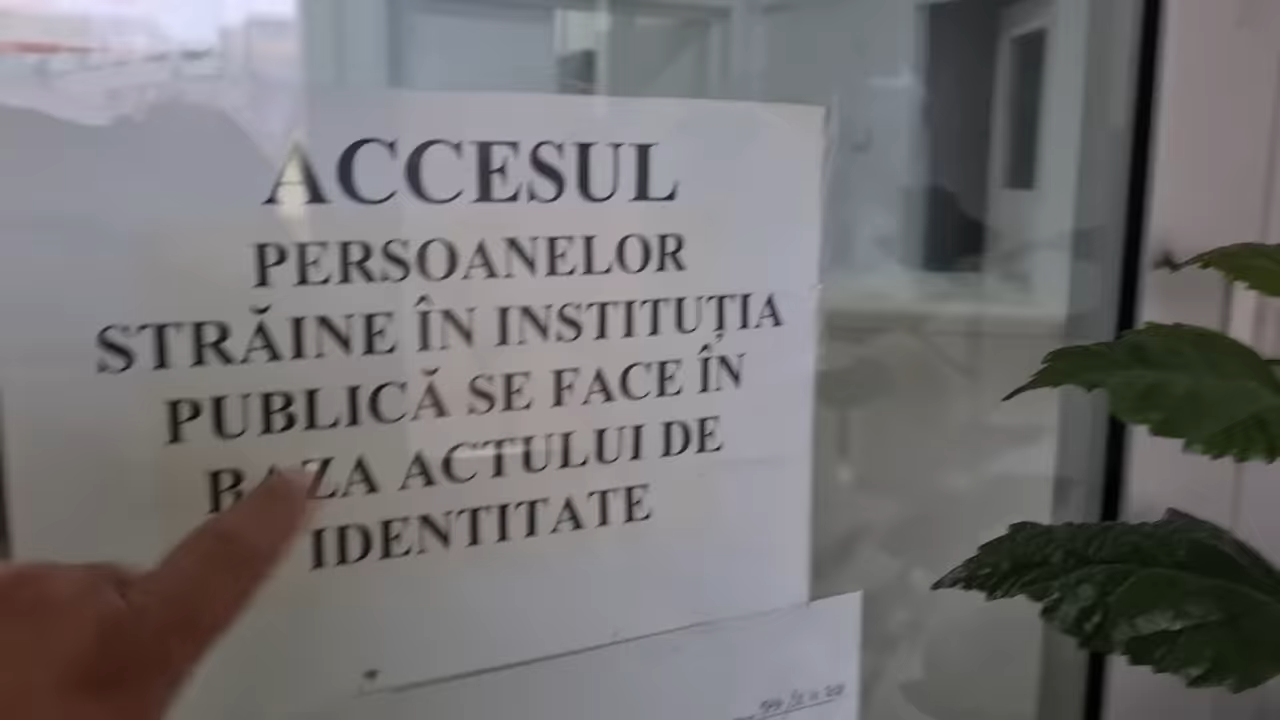 ACCESUL
PERSOANELOR
STRĂINE ÎN INSTITUȚIA
PUBLICĂ SE FACE ÎN
BAZA ACTULUI DE
IDENTITATE